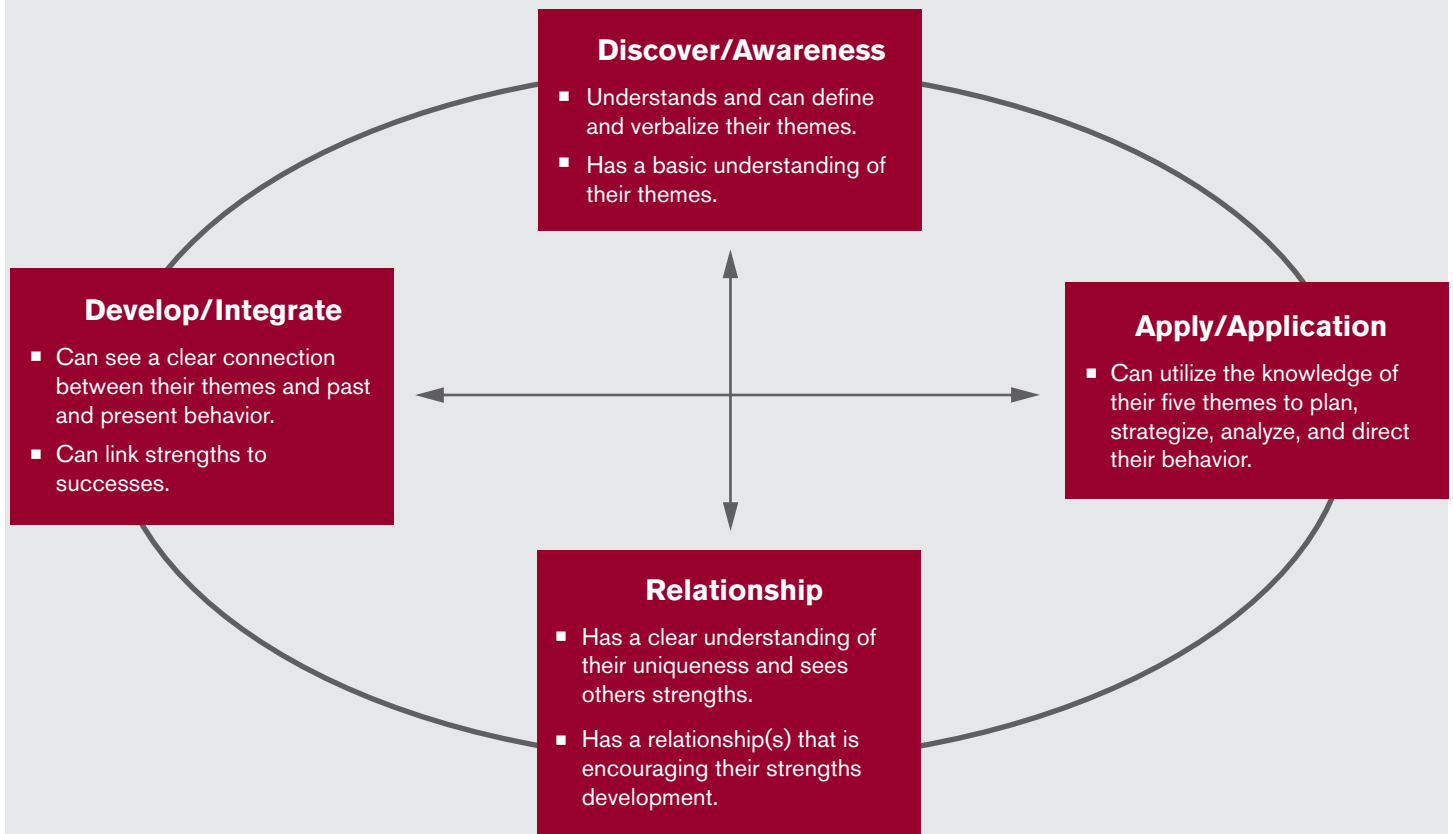 Discover/Awareness
■ Understands and can define
and verbalize their themes.
■ Has a basic understanding of
their themes.
Develop/Integrate
■ Can see a clear connection
between their themes and past
and present behavior.
■ Can link strengths to
successes.
Apply/Application
■ Can utilize the knowledge of
their five themes to plan,
strategize, analyze, and direct
their behavior.
Relationship
■ Has a clear understanding of
their uniqueness and sees
others strengths.
■ Has a relationship(s) that is
encouraging their strengths
development.